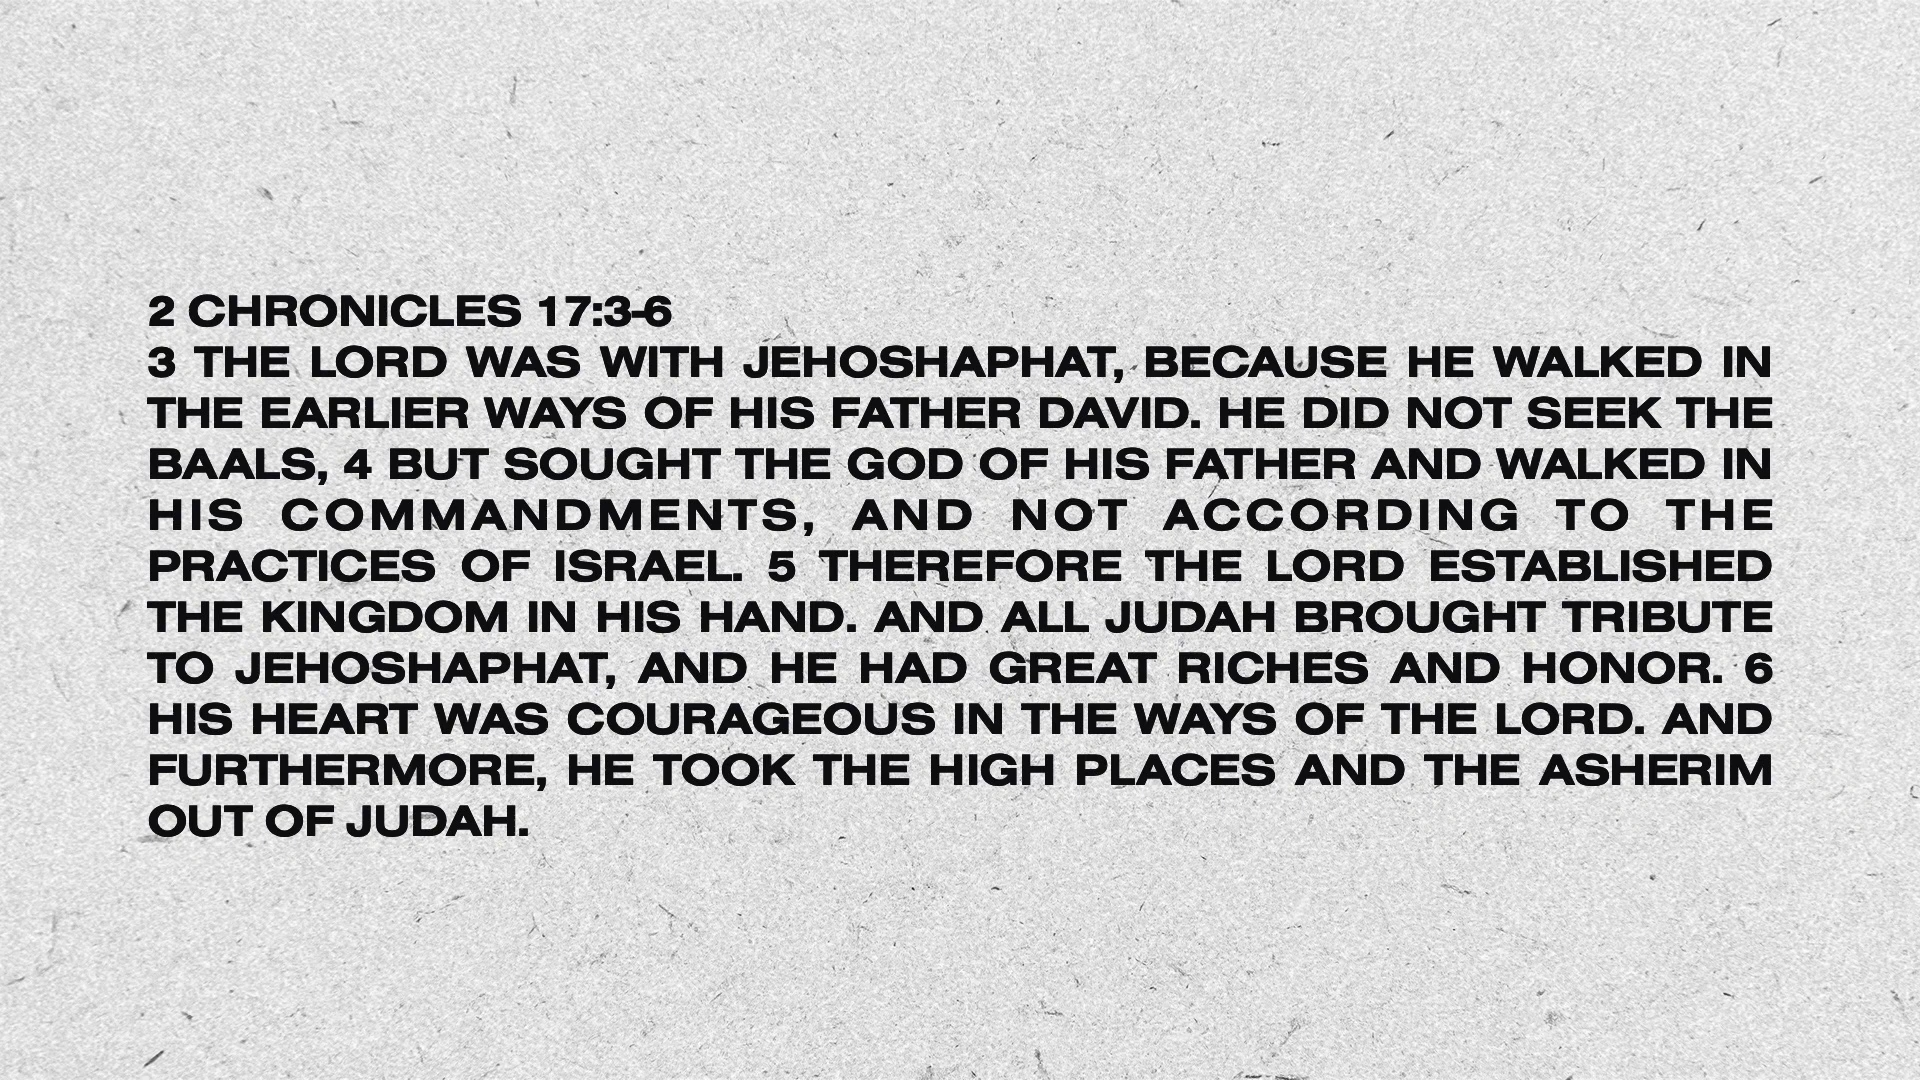 2 CHRONICLES 17:3-6
3 THE LORD WAS WITH JEHOSHAPHAT, BECAUSE HE WALKED IN
THE EARLIER WAYS OF HIS FATHER DAVID. HE DID NOT SEEK THE
BAALS, 4 BUT SOUGHT THE GOD OF HIS FATHER AND WALKED IN
HIS COMMANDMENTS, AND NOT ACCORDING TO THE
PRACTICES OF ISRAEL. 5 THEREFORE THE LORD ESTABLISHED
THE KINGDOM IN HIS HAND. AND ALL JUDAH BROUGHT TRIBUTE
TO JEHOSHAPHAT, AND HE HAD GREAT RICHES AND HONOR. 6
HIS HEART WAS COURAGEOUS IN THE WAYS OF THE LORD. AND
FURTHERMORE, HE TOOK THE HIGH PLACES AND THE ASHERIM
OUT OF JUDAH.